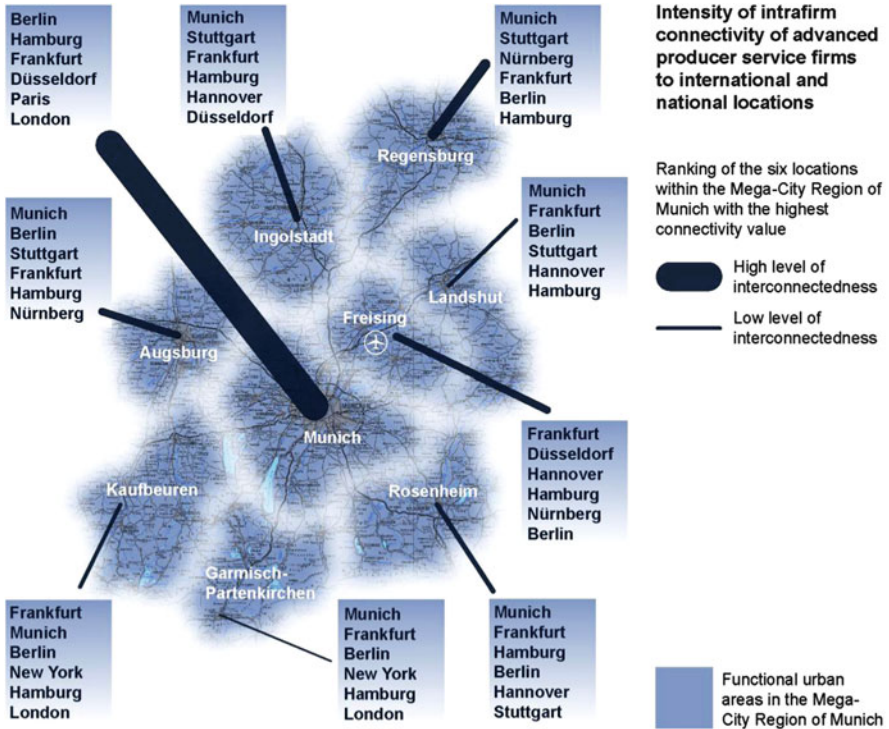 Berlin
Hamburg
Frankfurt
Düsseldorf
Paris
London
Munich
Stuttgart
Frankfurt
Hamburg
Hannover
Düsseldorf
Munich
Stuttgart
Nürnberg
Frankfurt
Berlin
Hamburg
Intensity of intrafirm
connectivity of advanced
producer service firms
to international and
national locations
Regensburg
Ranking of the six locations
within the Mega-City Region of
Munich with the highest
connectivity value
High level of
interconnectedness
Low level of
interconnectedness
Munich
Frankfurt
Berlin
Stuttgart
Hannover
Hamburg
Munich
Berlin
Stuttgart
Frankfurt
Hamburg
Nürnberg
Ingolstadt
Landshut
Freising
Augsburg
Munich
Frankfurt
Düsseldorf
Hannover
Hamburg
Nürnberg
Berlin
Kaufbeuren
Rosenheim
Garmisch-
Partenkirchen
Frankfurt
Munich
Berlin
New York
Hamburg
London
Munich
Frankfurt
Berlin
New York
Hamburg
London
Munich
Frankfurt
Hamburg
Berlin
Hannover
Stuttgart
Functional urban
areas in the Mega-
City Region of Munich